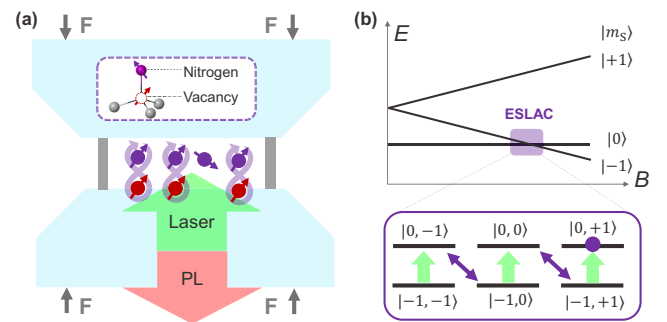 (a)
F
F
Nitrogen
Vacancy
Laser
PL
F
F
(b)
E
|m_S⟩
|+1⟩
ESLAC
|0⟩
|−1⟩
B
|0, −1⟩
|0, 0⟩
|0, +1⟩
|−1, −1⟩
|−1,0⟩
|−1, +1⟩